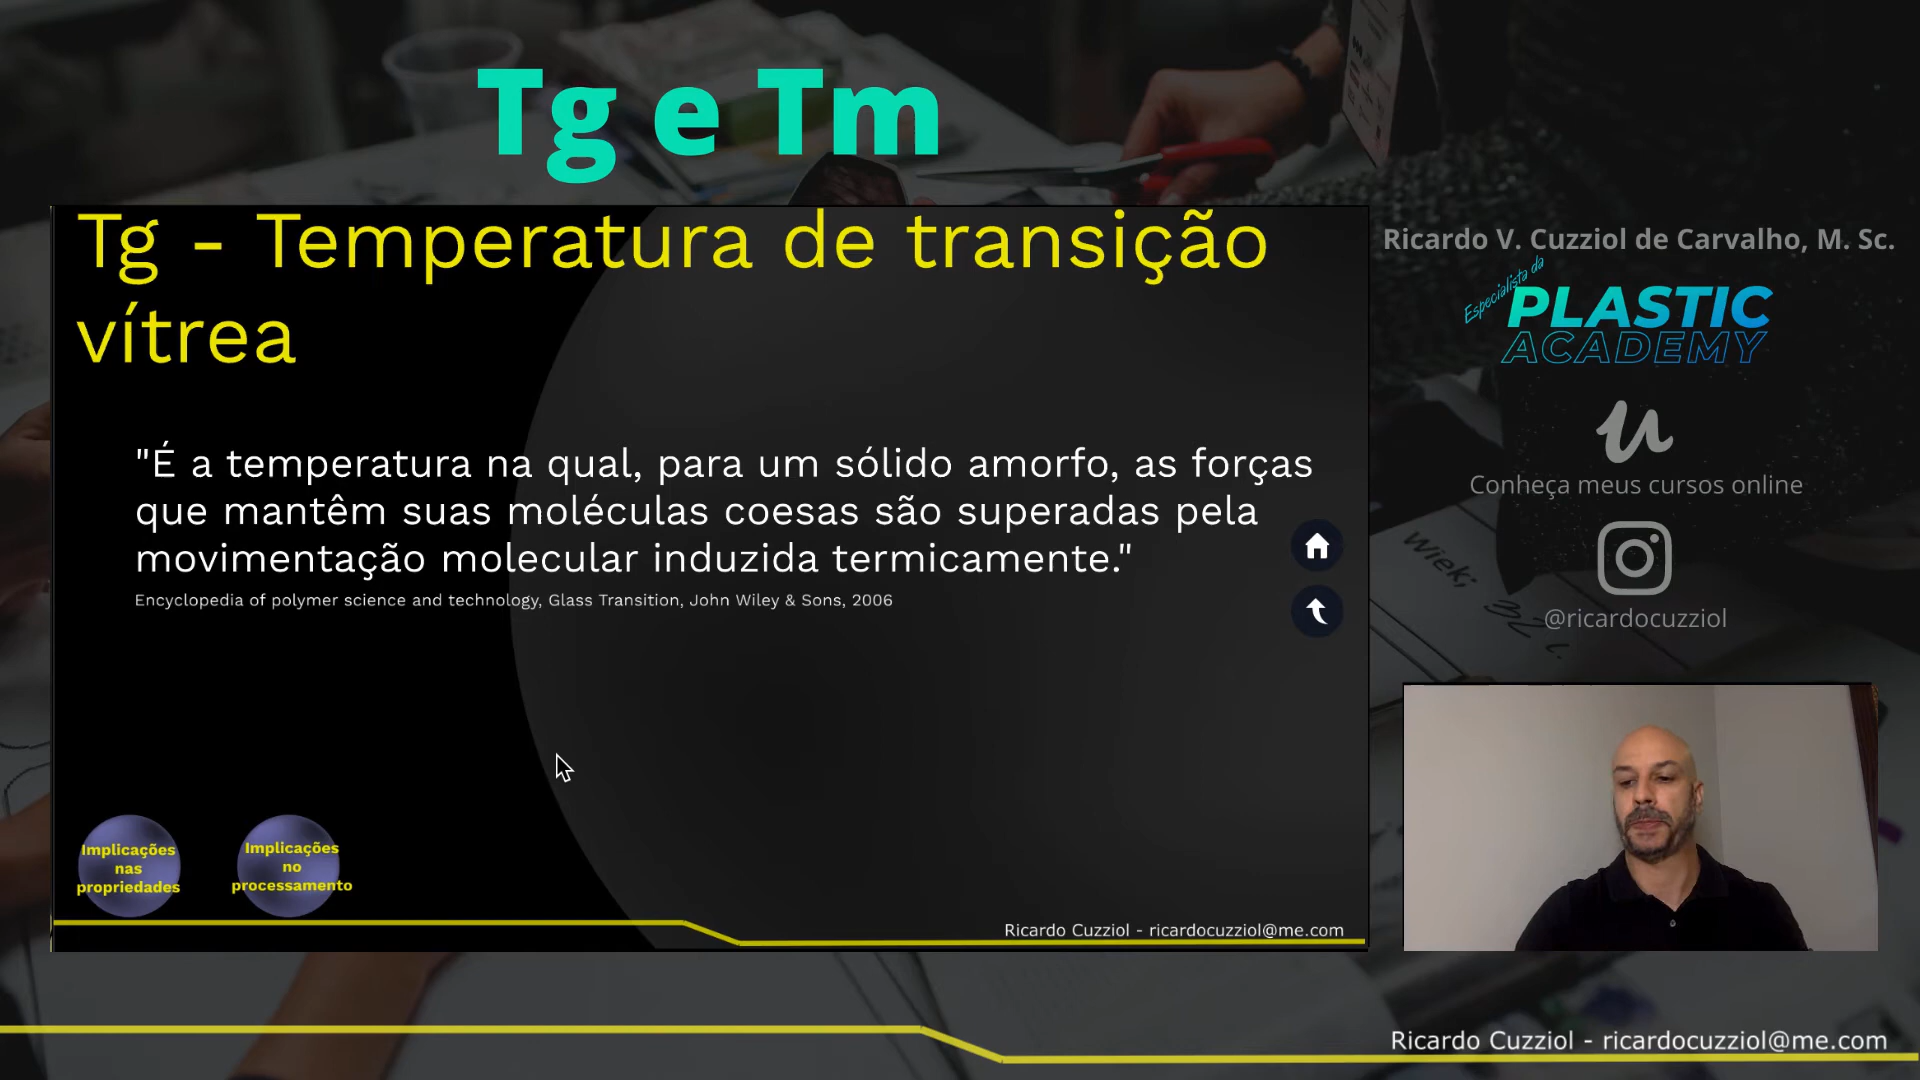 Tg e Tm
Tg - Temperatura de transição
vítrea
"É a temperatura na qual, para um sólido amorfo, as forças
que mantêm suas moléculas coesas são superadas pela
movimentação molecular induzida termicamente."
Encyclopedia of polymer science and technology, Glass Transition, John Wiley & Sons, 2006
Implicações
nas
propriedades
Implicações
no
processamento
Ricardo Cuzziol - ricardocuzziol@me.com
Ricardo V. Cuzziol de Carvalho, M. Sc.
Especialista da
PLASTIC
ACADEMY
Conheça meus cursos online
@ricardocuzziol
Wiek;
Ricardo Cuzziol - ricardocuzziol@me.com